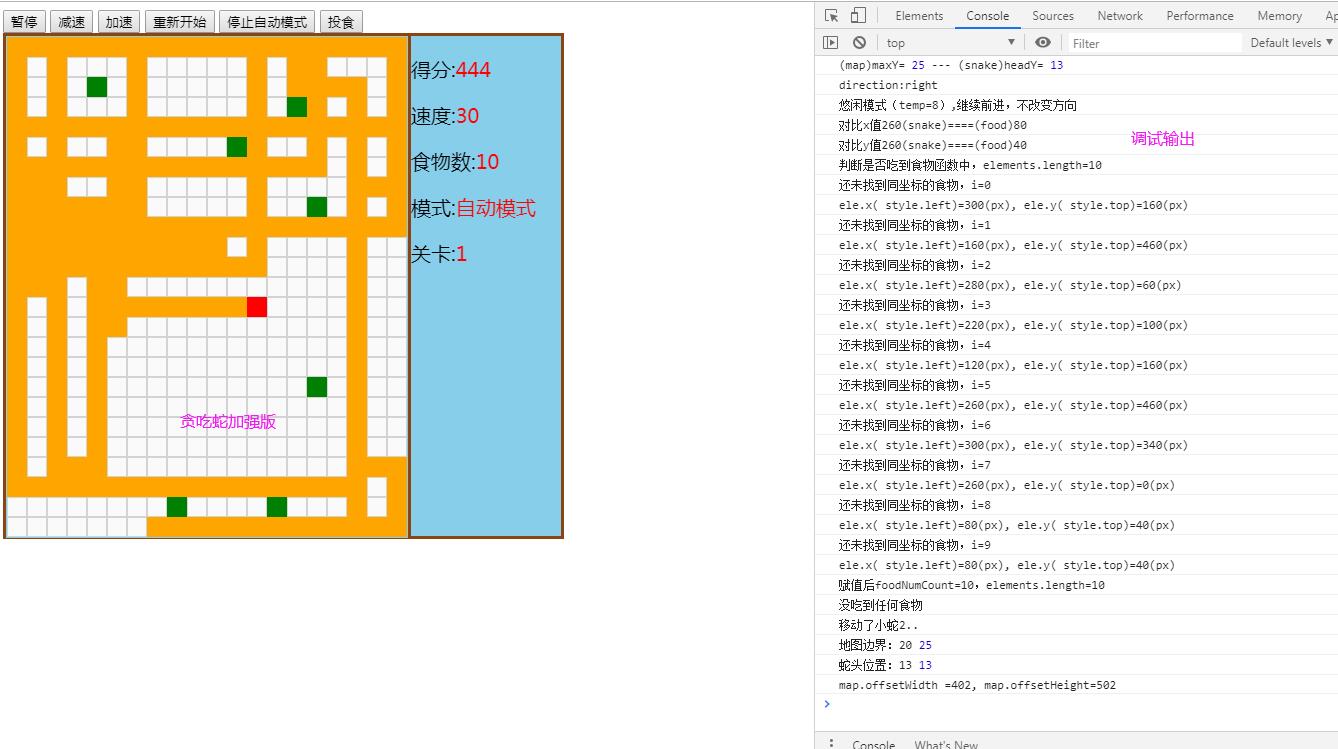 暂停 减速 加速 重新开始 停止自动模式 投食
得分:444
速度:30
食物数:10
模式:自动模式
关卡:1
贪吃蛇加强版
Elements Console Sources Network Performance Memory Ap
top Filter Default levels
(map)maxY= 25 --- (snake)headY= 13
direction:right
悠闲模式（temp=8）,继续前进，不改变方向
对比x值260(snake)====(food)80
对比y值260(snake)====(food)40
调试输出
判断是否吃到食物函数中，elements.length=10
还未找到同坐标的食物，i=0
ele.x( style.left)=300(px), ele.y( style.top)=160(px)
还未找到同坐标的食物，i=1
ele.x( style.left)=160(px), ele.y( style.top)=460(px)
还未找到同坐标的食物，i=2
ele.x( style.left)=280(px), ele.y( style.top)=60(px)
还未找到同坐标的食物，i=3
ele.x( style.left)=220(px), ele.y( style.top)=100(px)
还未找到同坐标的食物，i=4
ele.x( style.left)=120(px), ele.y( style.top)=160(px)
还未找到同坐标的食物，i=5
ele.x( style.left)=260(px), ele.y( style.top)=460(px)
还未找到同坐标的食物，i=6
ele.x( style.left)=300(px), ele.y( style.top)=340(px)
还未找到同坐标的食物，i=7
ele.x( style.left)=260(px), ele.y( style.top)=0(px)
还未找到同坐标的食物，i=8
ele.x( style.left)=80(px), ele.y( style.top)=40(px)
还未找到同坐标的食物，i=9
ele.x( style.left)=80(px), ele.y( style.top)=40(px)
赋值后foodNumCount=10，elements.length=10
没吃到任何食物
移动了小蛇2..
地图边界：20 25
蛇头位置：13 13
map.offsetWidth =402, map.offsetHeight=502
Console What's New